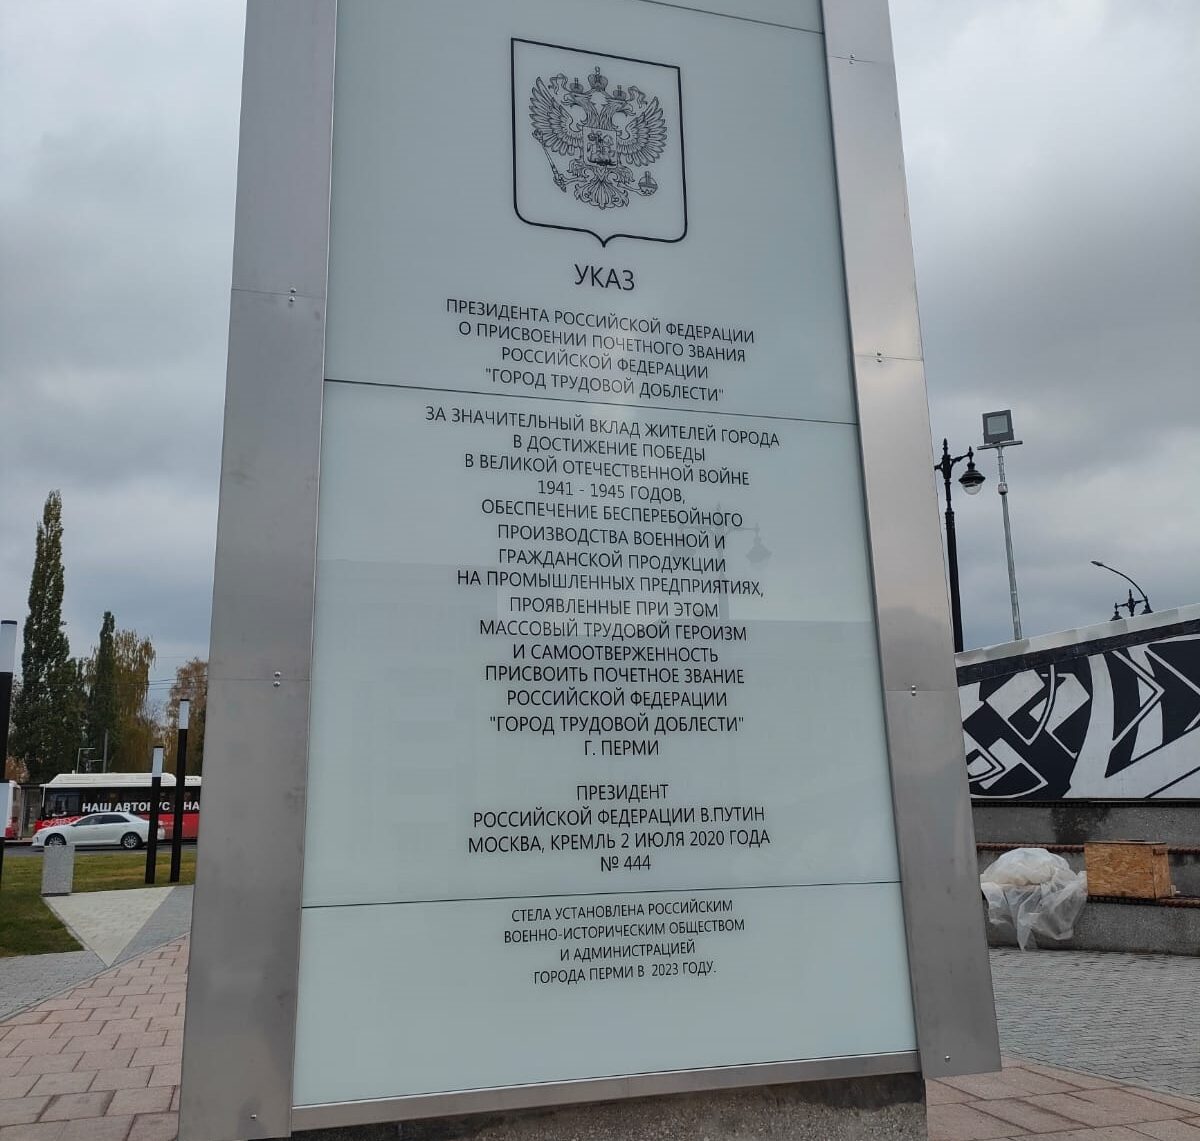 УКАЗ
ПРЕЗИДЕНТА РОССИЙСКОЙ ФЕДЕРАЦИИ
О ПРИСВОЕНИИ ПОЧЕТНОГО ЗВАНИЯ
РОССИЙСКОЙ ФЕДЕРАЦИИ
"ГОРОД ТРУДОВОЙ ДОБЛЕСТИ"
ЗА ЗНАЧИТЕЛЬНЫЙ ВКЛАД ЖИТЕЛЕЙ ГОРОДА
В ДОСТИЖЕНИЕ ПОБЕДЫ
В ВЕЛИКОЙ ОТЕЧЕСТВЕННОЙ ВОЙНЕ
1941 - 1945 ГОДОВ,
ОБЕСПЕЧЕНИЕ БЕСПЕРЕБОЙНОГО
ПРОИЗВОДСТВА ВОЕННОЙ И
ГРАЖДАНСКОЙ ПРОДУКЦИИ
НА ПРОМЫШЛЕННЫХ ПРЕДПРИЯТИЯХ,
ПРОЯВЛЕННЫЕ ПРИ ЭТОМ
МАССОВЫЙ ТРУДОВОЙ ГЕРОИЗМ
И САМООТВЕРЖЕННОСТЬ
ПРИСВОИТЬ ПОЧЕТНОЕ ЗВАНИЕ
РОССИЙСКОЙ ФЕДЕРАЦИИ
"ГОРОД ТРУДОВОЙ ДОБЛЕСТИ"
Г. ПЕРМИ
ПРЕЗИДЕНТ
РОССИЙСКОЙ ФЕДЕРАЦИИ В.ПУТИН
МОСКВА, КРЕМЛЬ 2 ИЮЛЯ 2020 ГОДА
№ 444
СТЕЛА УСТАНОВЛЕНА РОССИЙСКИМ
ВОЕННО-ИСТОРИЧЕСКИМ ОБЩЕСТВОМ
И АДМИНИСТРАЦИЕЙ
ГОРОДА ПЕРМИ В 2023 ГОДУ.
НАШ АВТОБУС НА